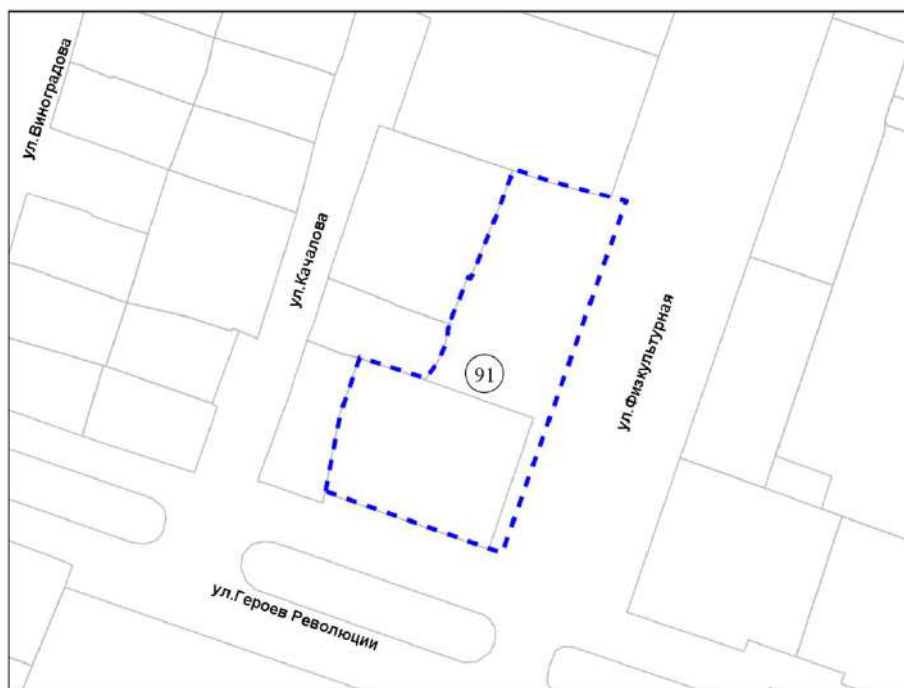 ул.Виноградова
ул.Качалова
ул.Физкультурная
91
ул.Героев Революции